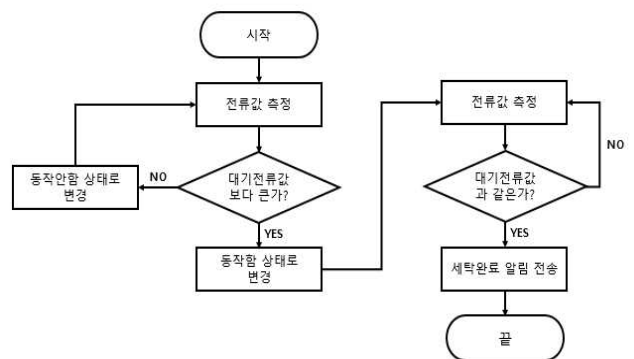 시작
전류값 측정
대기전류값
보다 큰가?
NO
동작안함 상태로
변경
YES
동작함 상태로
변경
전류값 측정
대기전류값
과 같은가?
NO
YES
세탁완료 알림 전송
끝